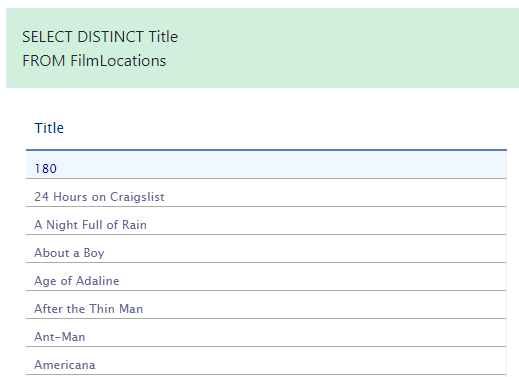 SELECT DISTINCT Title
FROM FilmLocations
Title
180
24 Hours on Craigslist
A Night Full of Rain
About a Boy
Age of Adaline
After the Thin Man
Ant-Man
Americana